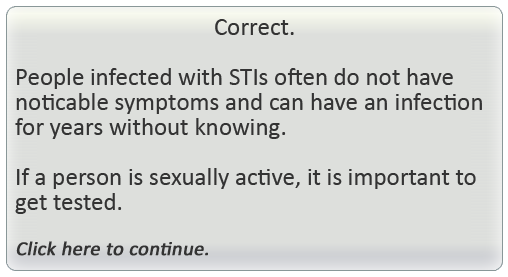 Correct.
People infected with STIs often do not have
noticable symptoms and can have an infection
for years without knowing.
If a person is sexually active, it is important to
get tested.
Click here to continue.